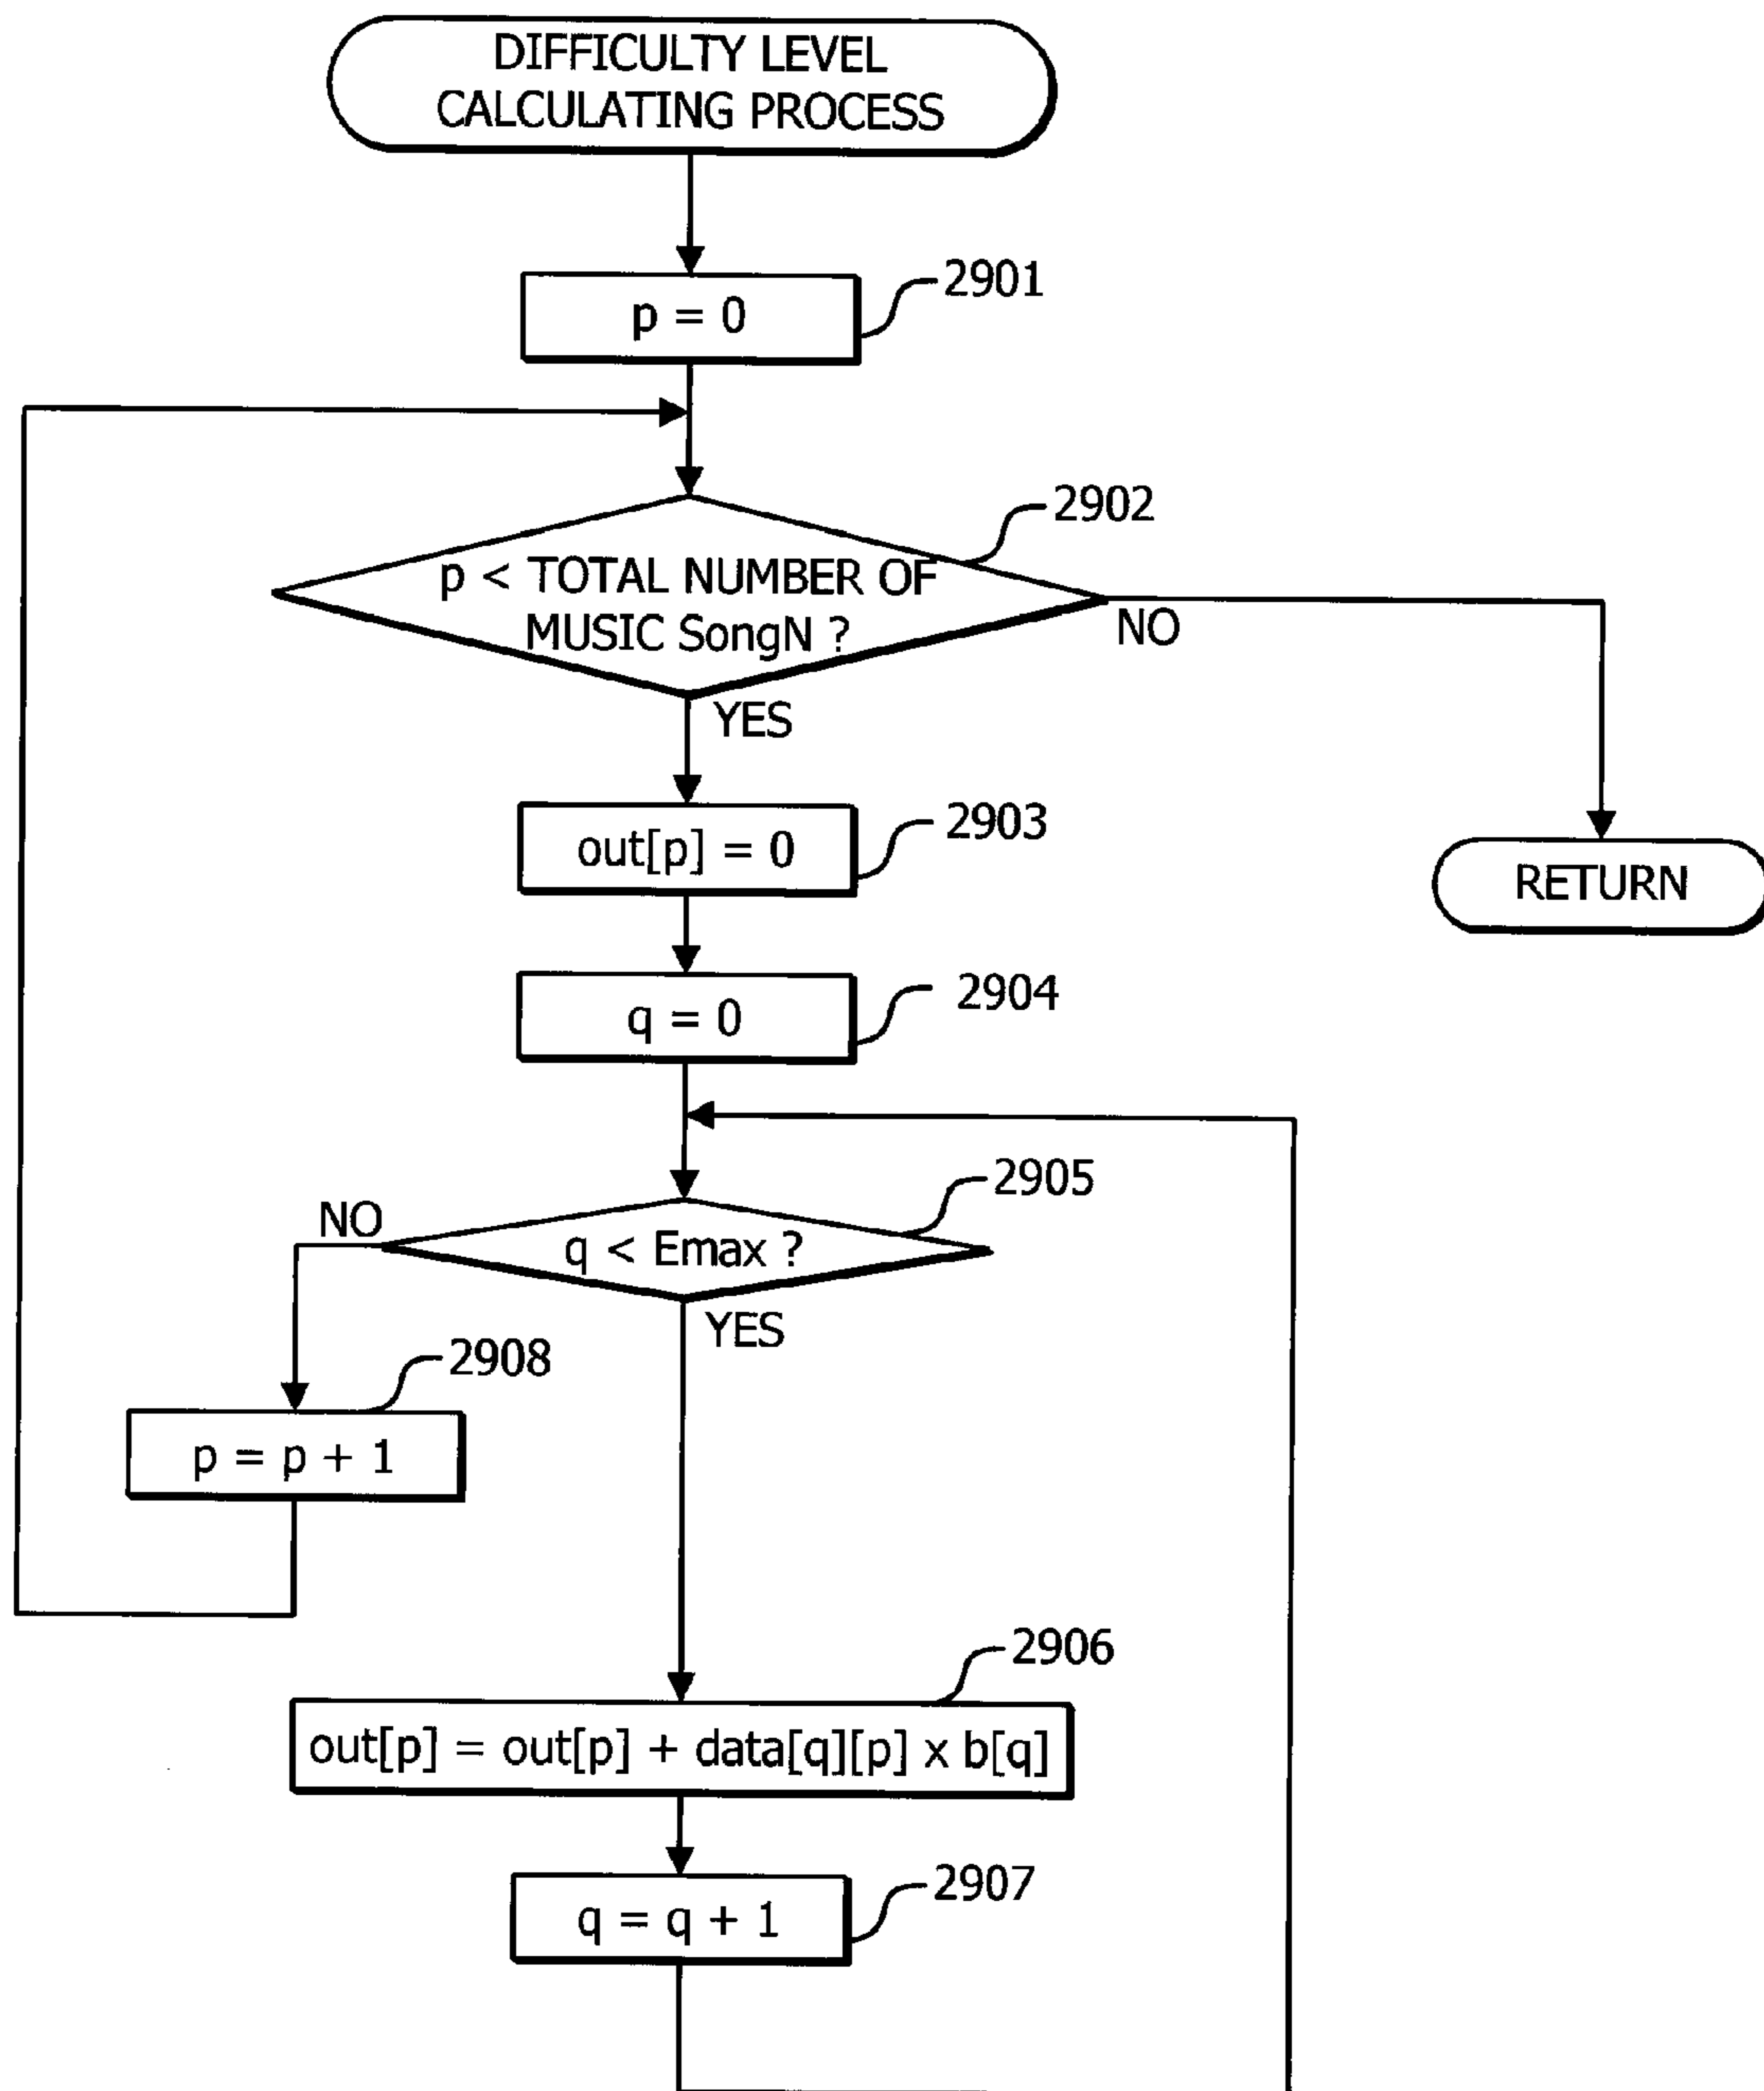 DIFFICULTY LEVEL
CALCULATING PROCESS
2901
p = 0
2902
p < TOTAL NUMBER OF
MUSIC SongN ?
NO
YES
2903
out[p] = 0
RETURN
2904
q = 0
2905
NO
q < Emax ?
YES
2908
p = p + 1
2906
out[p] = out[p] + data[q][p] x b[q]
2907
q = q + 1